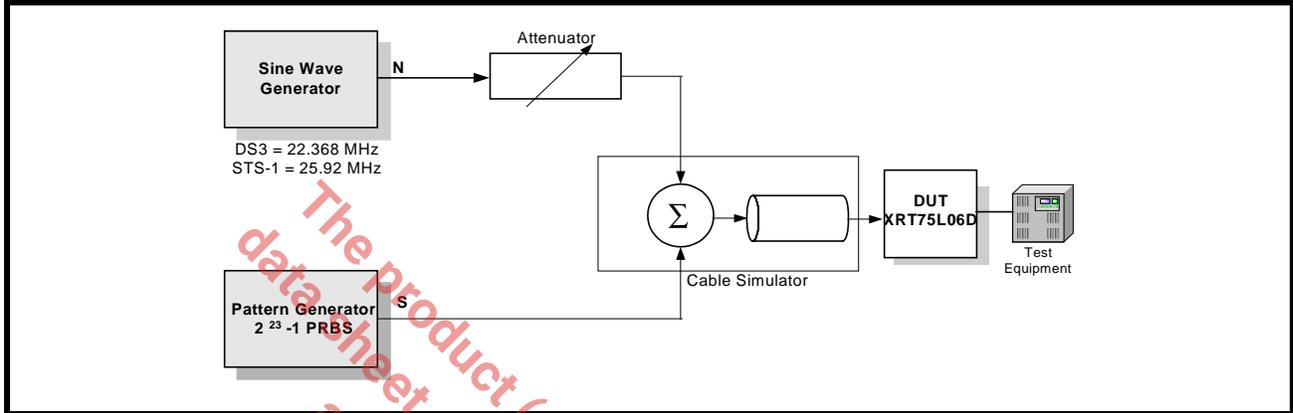 Attenuator
Sine Wave
Generator
N
DS3 = 22.368 MHz
STS-1 = 25.92 MHz
Σ
DUT
XRT75L06D
Test
Equipment
Cable Simulator
Pattern Generator
2 23 -1 PRBS
S
The product (
data sheet
a